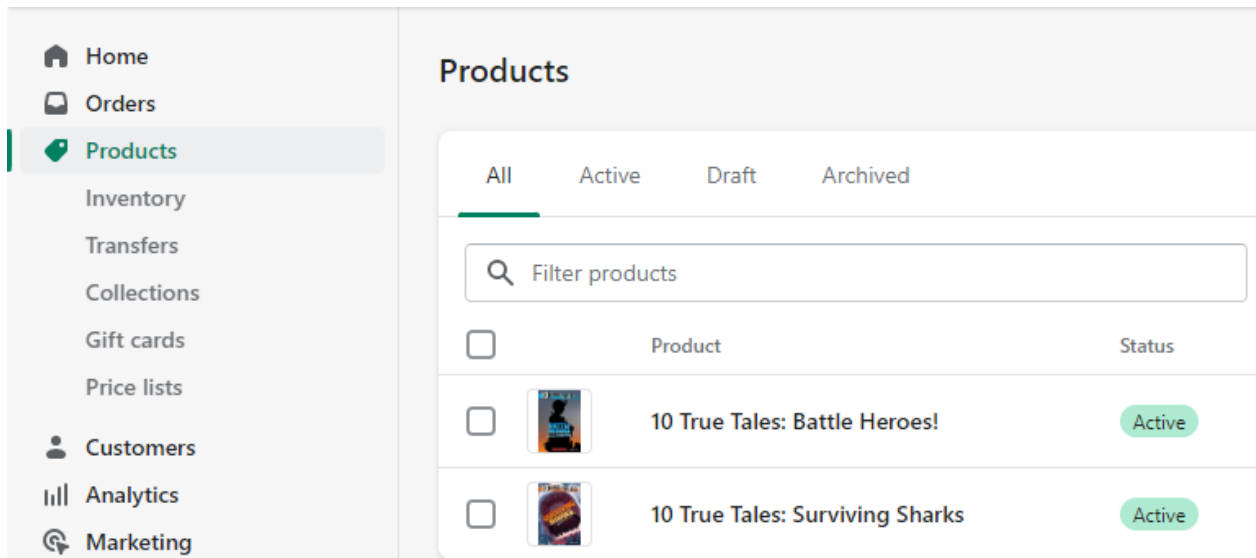 Home
Orders
Products
Inventory
Transfers
Collections
Gift cards
Price lists
Customers
Analytics
Marketing
Products
All Active Draft Archived
Filter products
Product Status
10 True Tales: Battle Heroes! Active
10 True Tales: Surviving Sharks Active